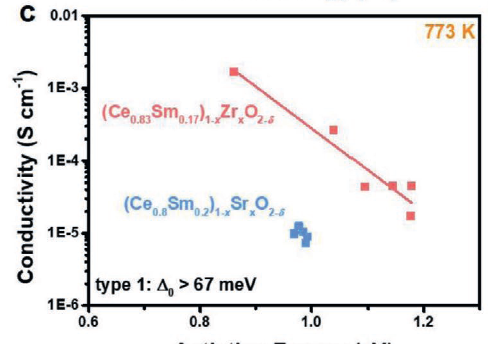 C
0.01
773 K
1E-3
(Ce0.83Sm0.17)1-xZrxO2-δ
1E-4
Conductivity (S cm-1)
(Ce0.8Sm0.2)1-xSrxO2-δ
1E-5
type 1: Δ0 > 67 meV
1E-6
0.6 0.8 1.0 1.2